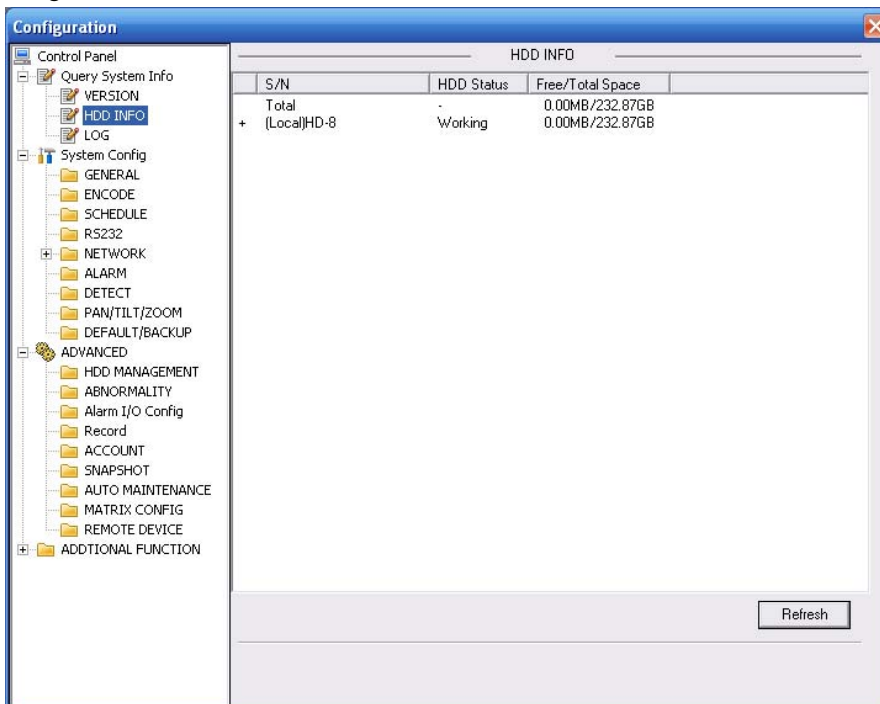 Configuration
Control Panel
Query System Info
VERSION
HDD INFO
LOG
System Config
GENERAL
ENCODE
SCHEDULE
RS232
NETWORK
ALARM
DETECT
PAN/TILT/ZOOM
DEFAULT/BACKUP
ADVANCED
HDD MANAGEMENT
ABNORMALITY
Alarm I/O Config
Record
ACCOUNT
SNAPSHOT
AUTO MAINTENANCE
MATRIX CONFIG
REMOTE DEVICE
ADDTIONAL FUNCTION
HDD INFO
S/N HDD Status Free/Total Space
Total - 0.00MB/232.87GB
+ (Local)HD-8 Working 0.00MB/232.87GB
Refresh